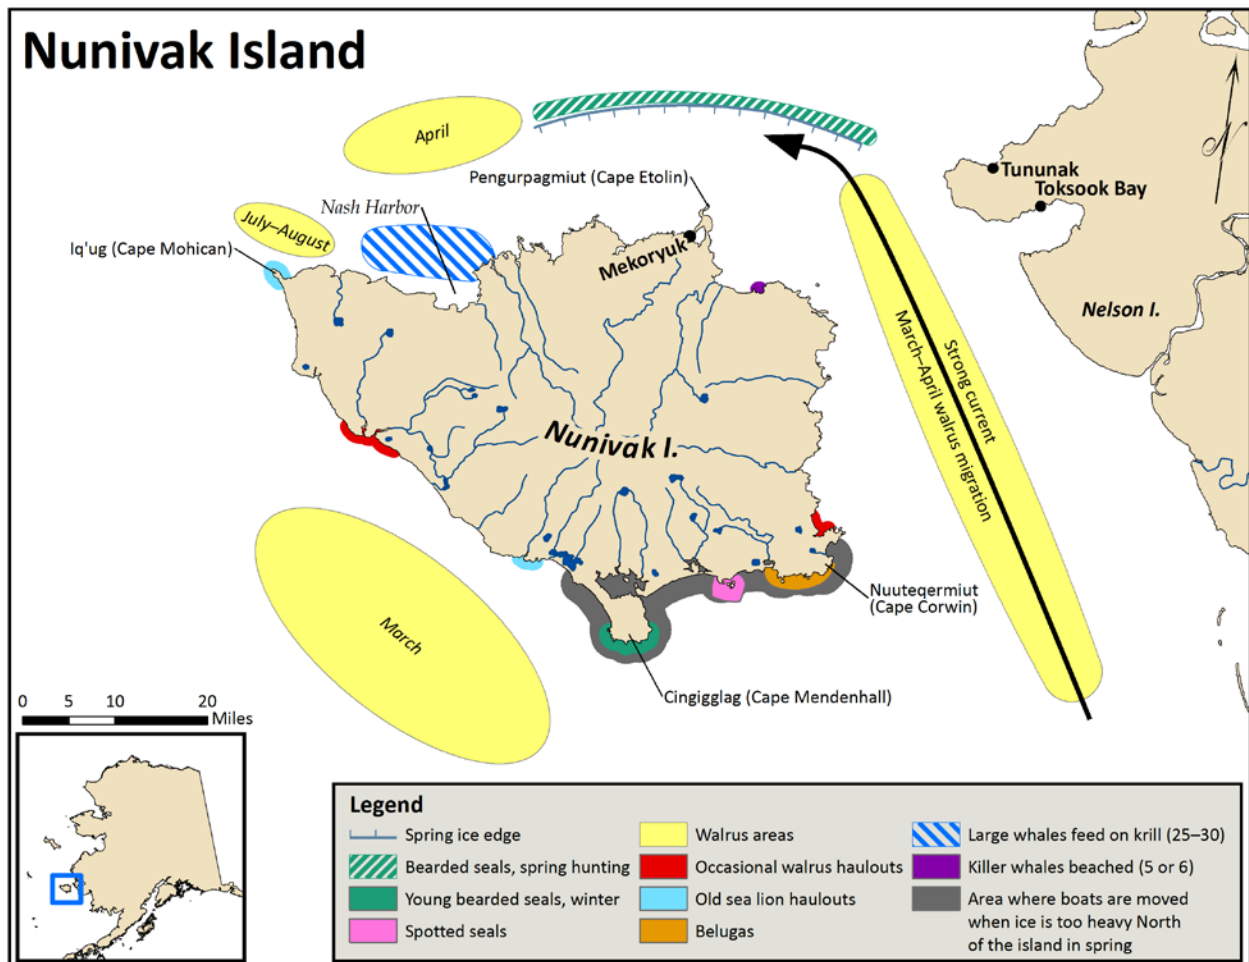 Nunivak Island
April
Pengurpagmiut (Cape Etolin)
Tununak
Toksook Bay
Nash Harbor
July–August
Iq'ug (Cape Mohican)
Mekoryuk
Nelson I.
Strong current
March–April walrus migration
Nunivak I.
Nuuteqermiut
(Cape Corwin)
March
Cingigglag (Cape Mendenhall)
0 5 10 20
Miles
N
Legend
Spring ice edge
Bearded seals, spring hunting
Young bearded seals, winter
Spotted seals
Walrus areas
Occasional walrus haulouts
Old sea lion haulouts
Belugas
Large whales feed on krill (25–30)
Killer whales beached (5 or 6)
Area where boats are moved
when ice is too heavy North
of the island in spring